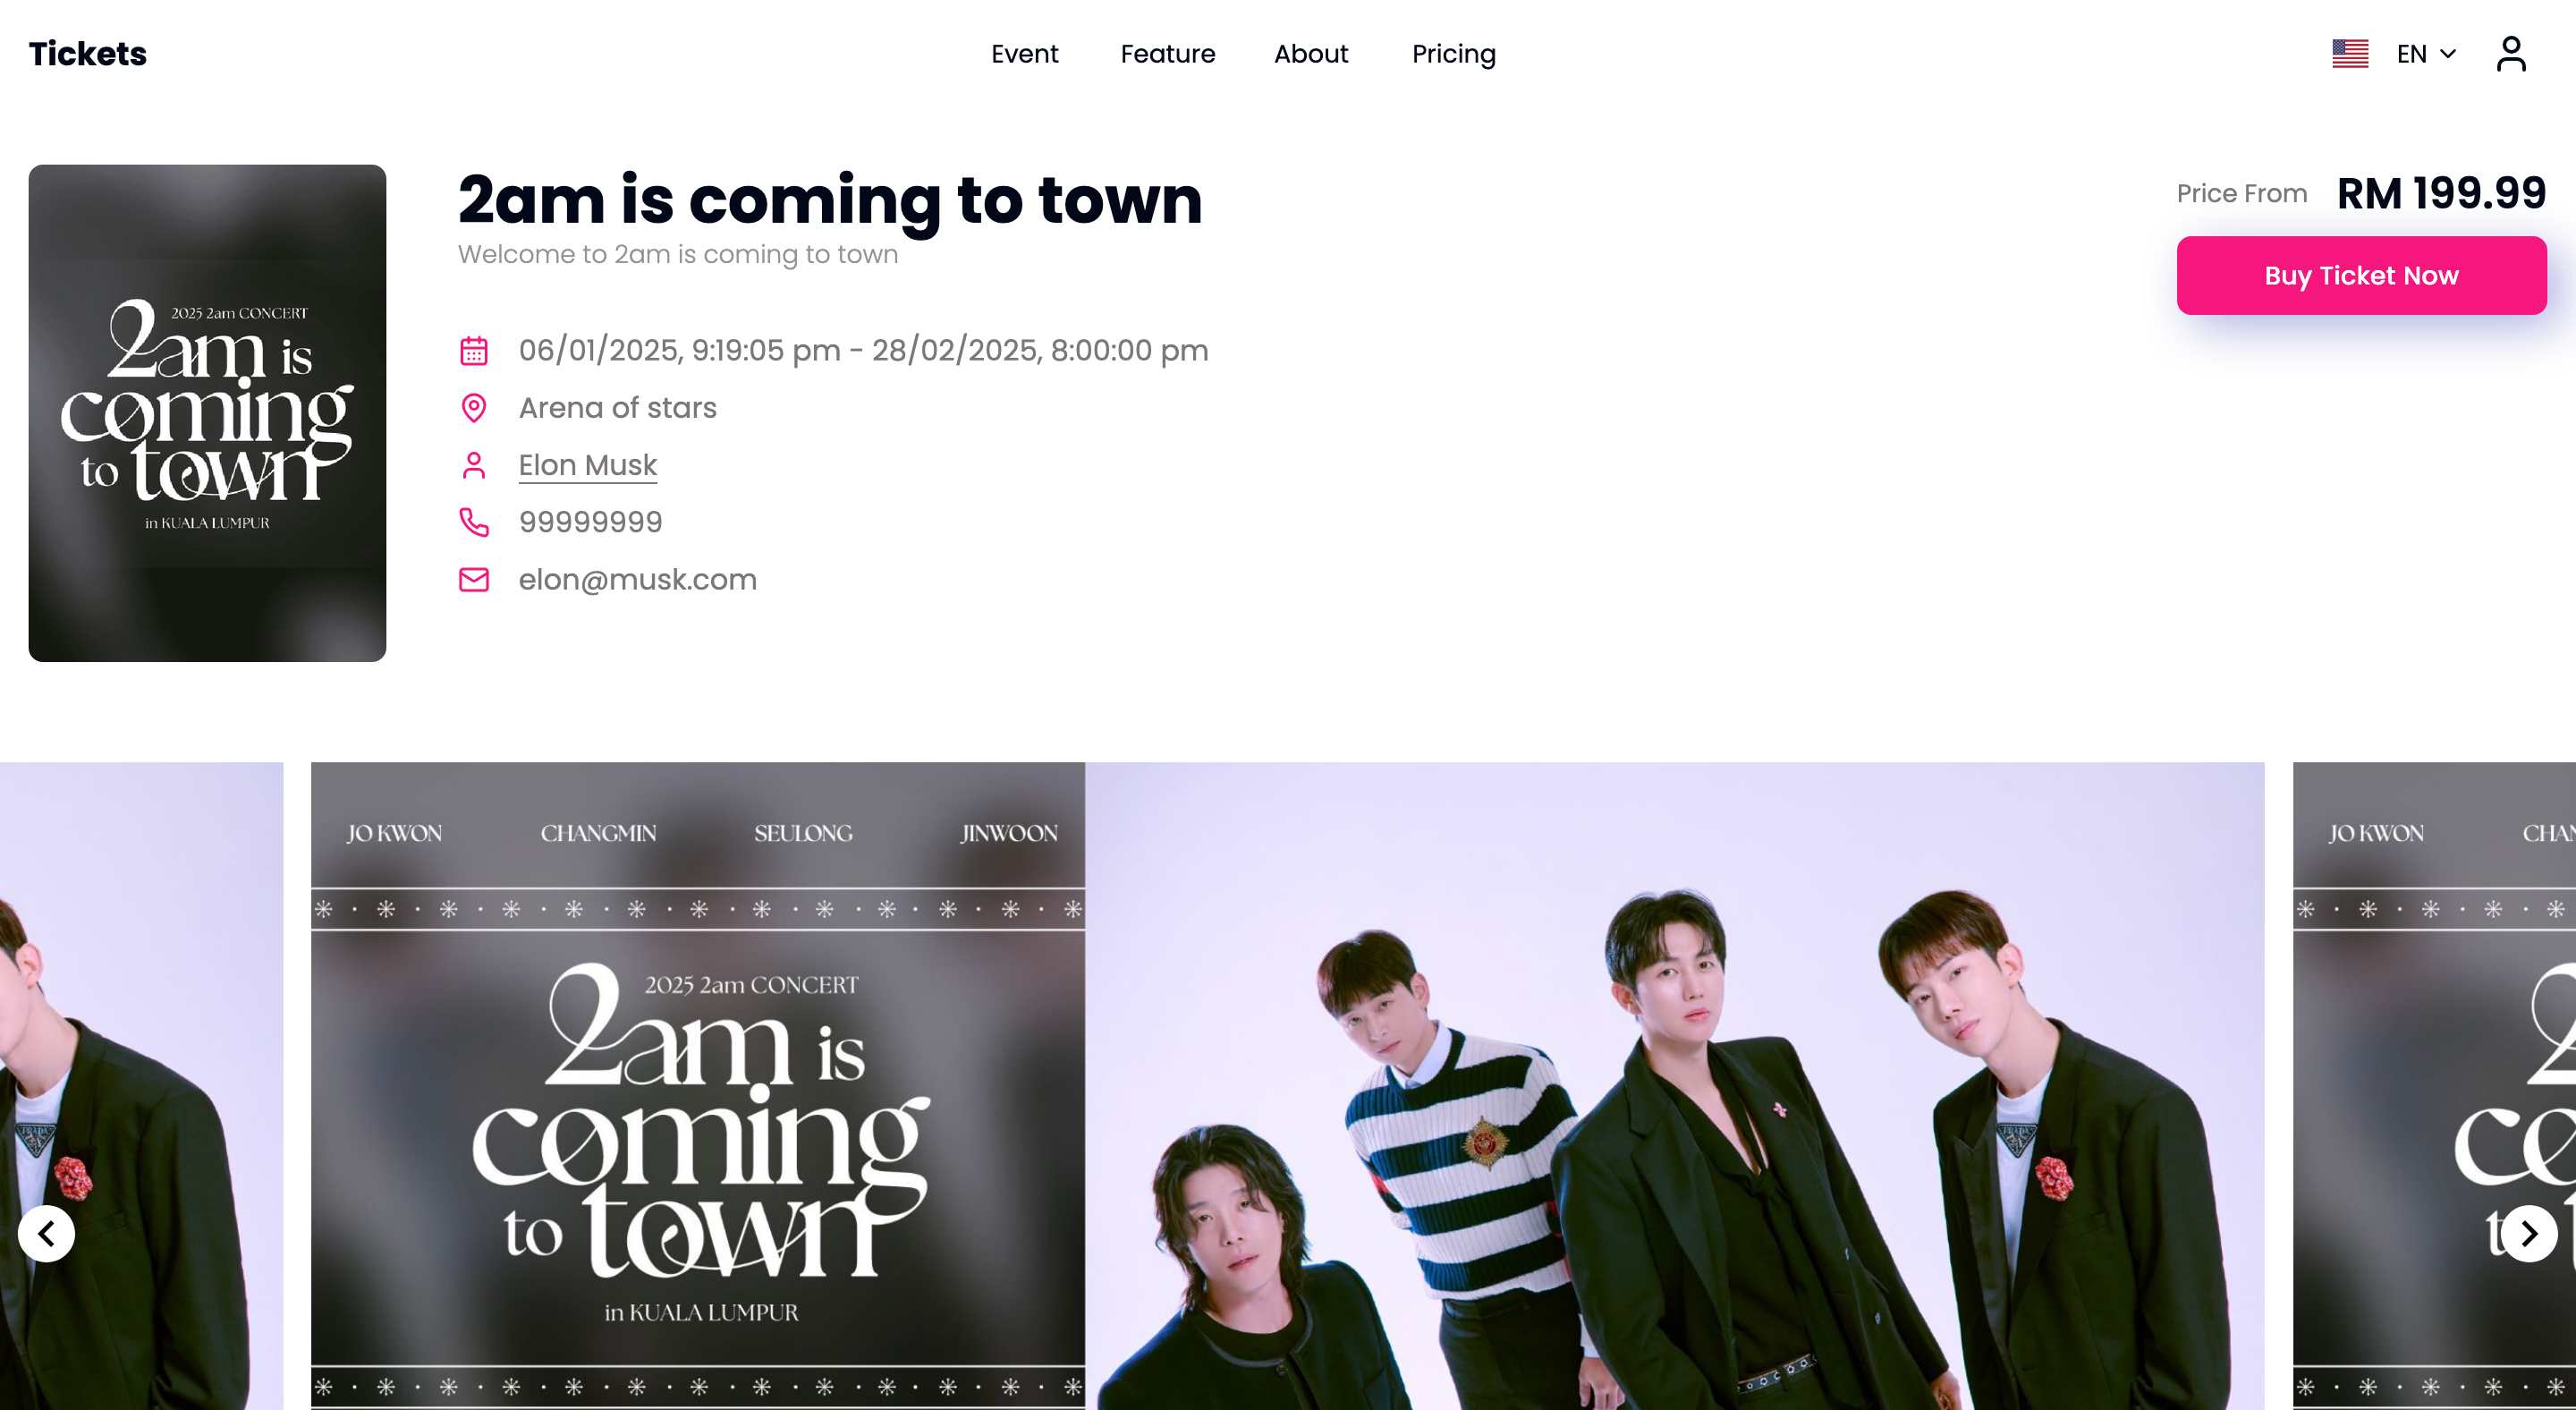 Tickets
Event Feature About Pricing
EN
2am is coming to town
Welcome to 2am is coming to town
Price From RM 199.99
Buy Ticket Now
06/01/2025, 9:19:05 pm - 28/02/2025, 8:00:00 pm
Arena of stars
Elon Musk
99999999
elon@musk.com
2025 2am CONCERT
2am is
coming
to town
in KUALA LUMPUR
JO KWON CHANGMIN SEULONG JINWOON
2025 2am CONCERT
2am is
coming
to town
in KUALA LUMPUR
PRADA
PRADA
JO KWON